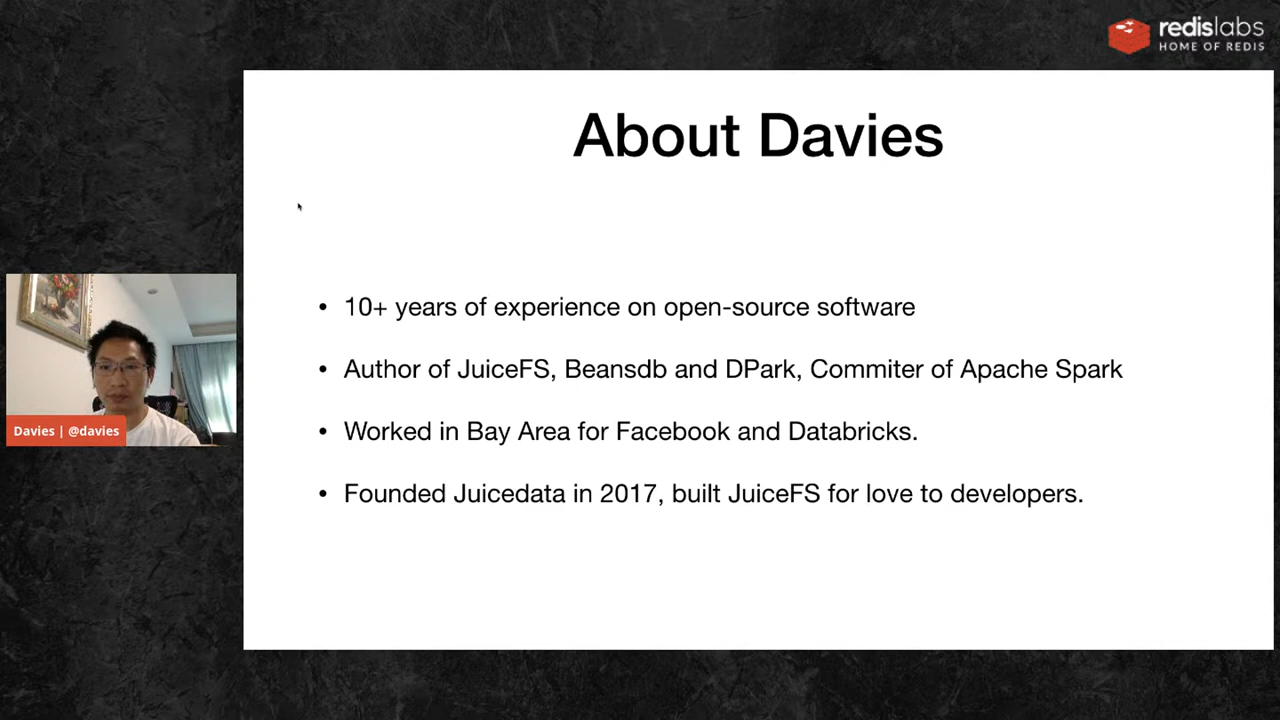 redislabs
HOME OF REDIS
About Davies
• 10+ years of experience on open-source software
• Author of JuiceFS, Beansdb and DPark, Commiter of Apache Spark
• Worked in Bay Area for Facebook and Databricks.
• Founded Juicedata in 2017, built JuiceFS for love to developers.
Davies | @davies